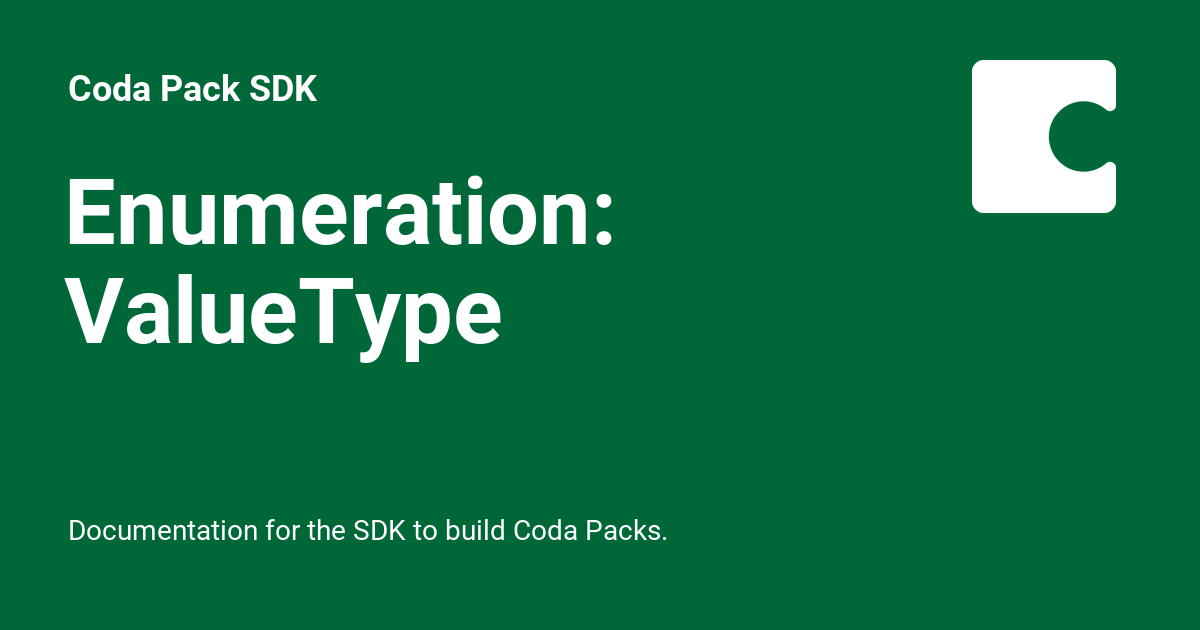 Coda Pack SDK
Enumeration:
ValueType
Documentation for the SDK to build Coda Packs.